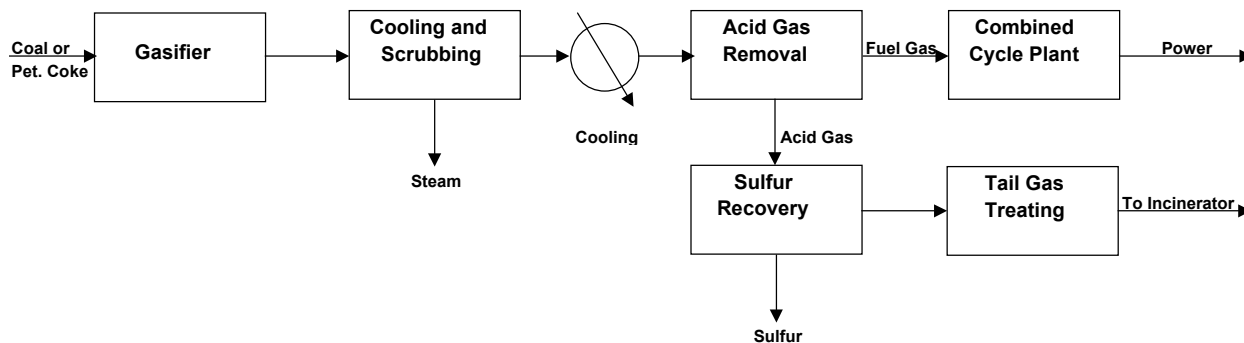 Coal or
Pet. Coke
Gasifier
Cooling and
Scrubbing
Steam
Cooling
Acid Gas
Removal
Fuel Gas
Combined
Cycle Plant
Power
Acid Gas
Sulfur
Recovery
Tail Gas
Treating
To Incinerator
Sulfur